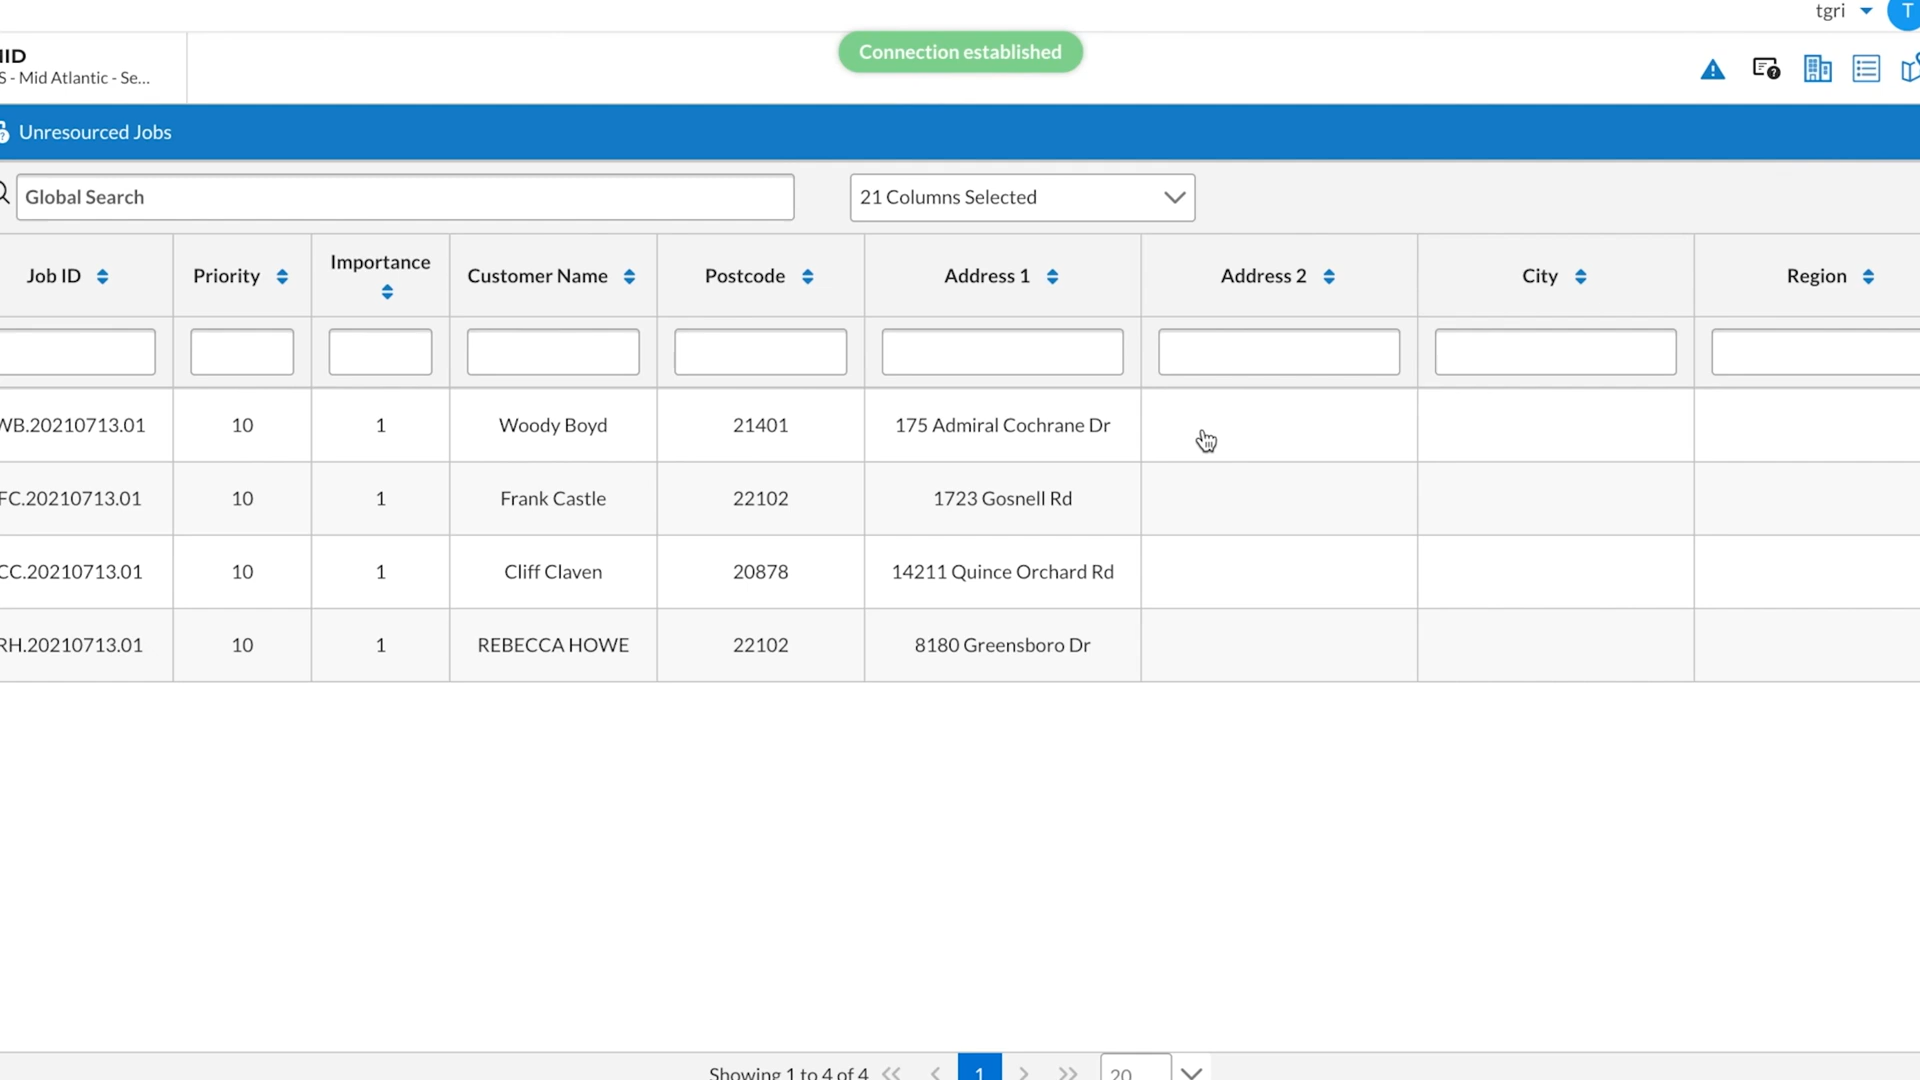 tgri
T
IID
S - Mid Atlantic - Se...
Connection established
Unresourced Jobs
Global Search
21 Columns Selected
Job ID Priority Importance Customer Name Postcode Address 1 Address 2 City Region
WB.20210713.01 10 1 Woody Boyd 21401 175 Admiral Cochrane Dr
FC.20210713.01 10 1 Frank Castle 22102 1723 Gosnell Rd
CC.20210713.01 10 1 Cliff Claven 20878 14211 Quince Orchard Rd
RH.20210713.01 10 1 REBECCA HOWE 22102 8180 Greensboro Dr
Showing 1 to 4 of 4 << < 1 > >> 20